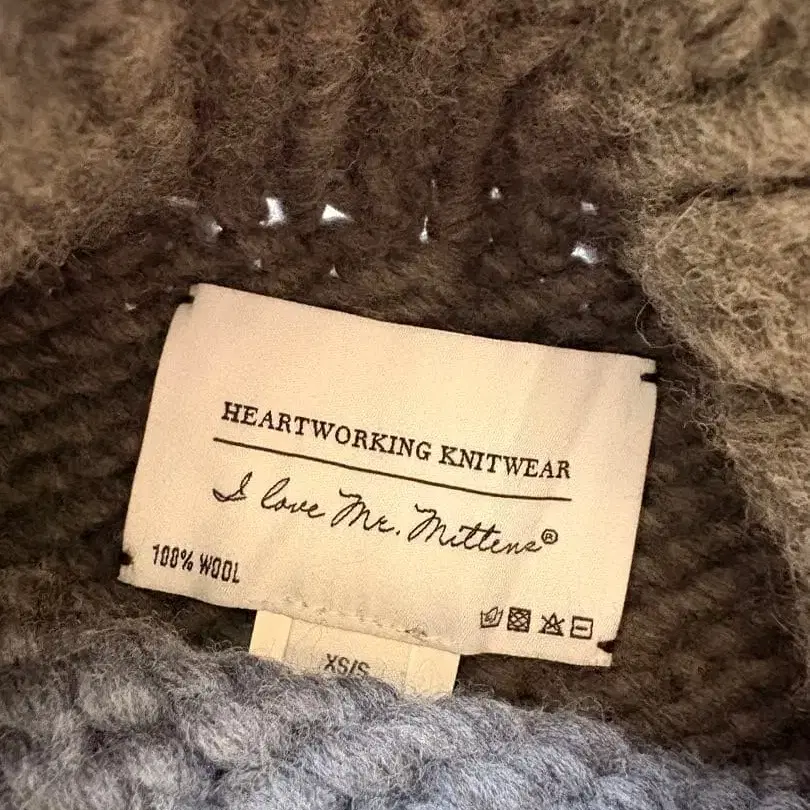 HEARTWORKING KNITWEAR
I love Mr. Mittens®
100% WOOL
XS/S